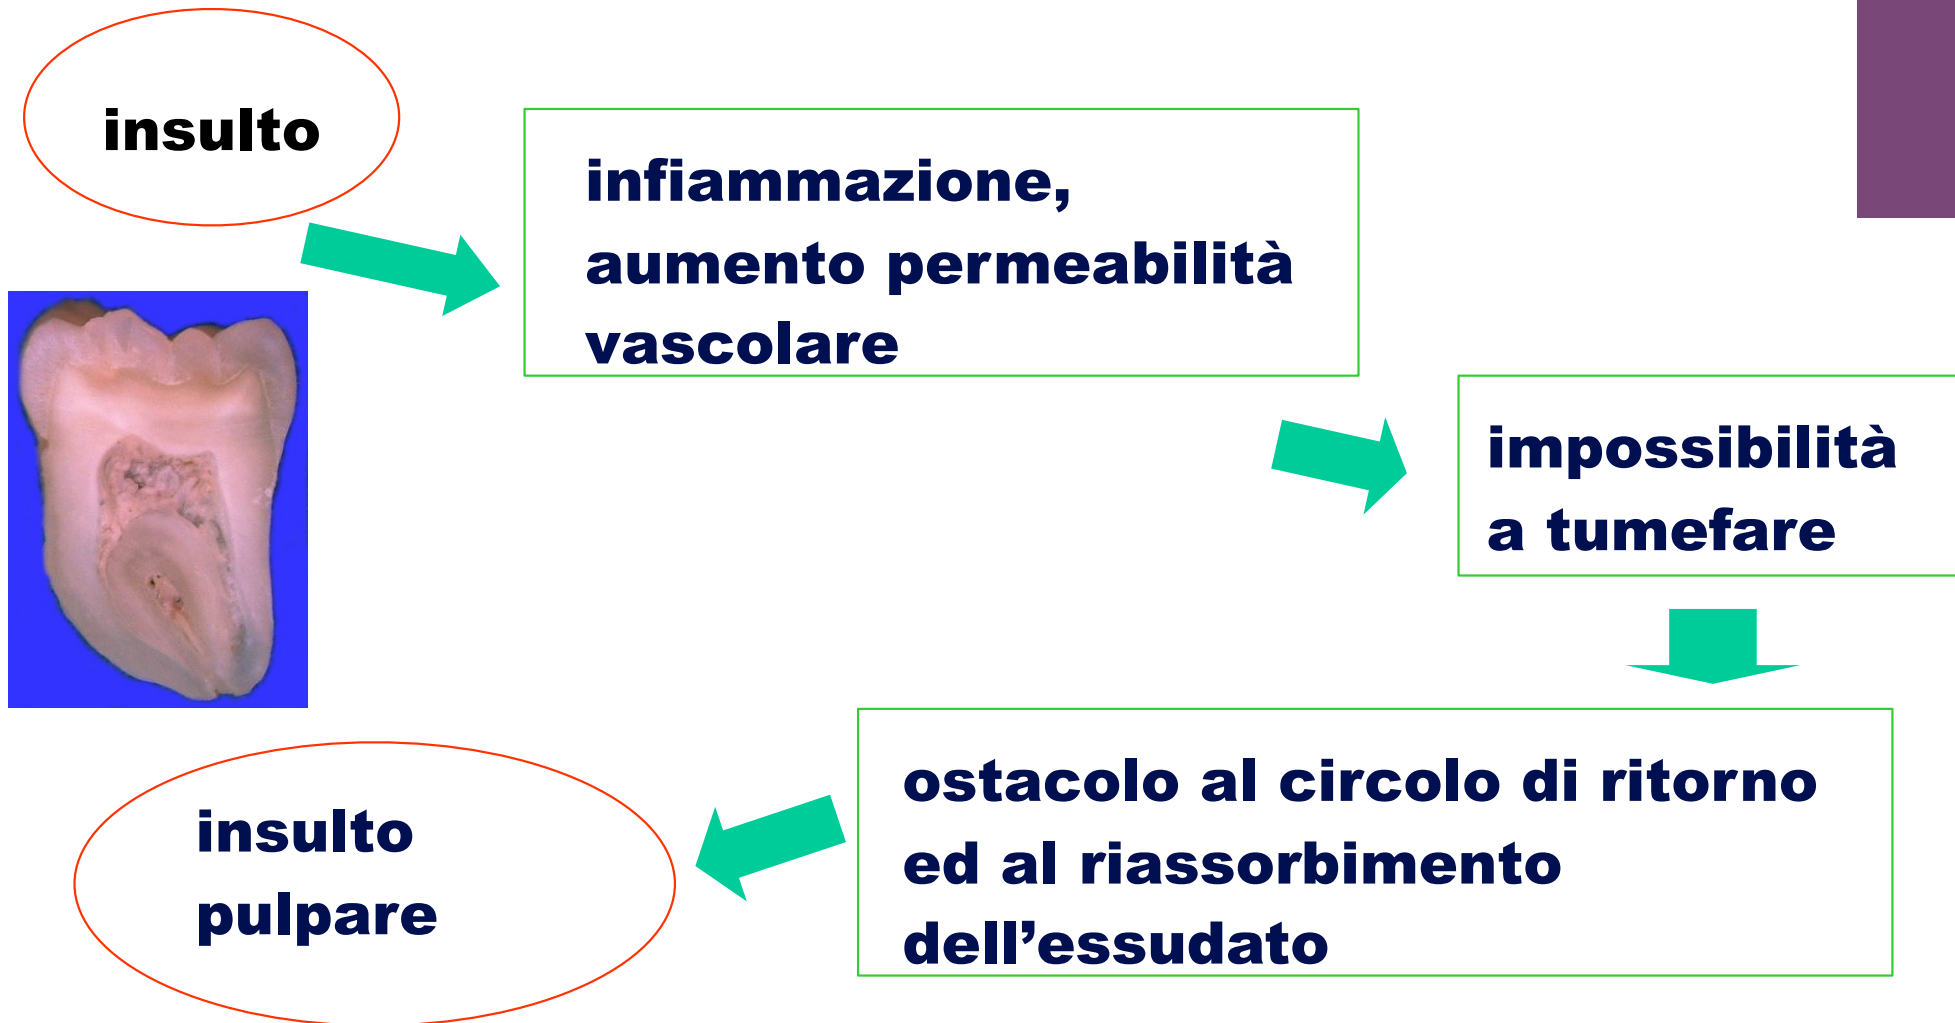 insulto
infiammazione,
aumento permeabilità
vascolare
impossibilità
a tumefare
ostacolo al circolo di ritorno
ed al riassorbimento
dell’essudato
insulto
pulpare